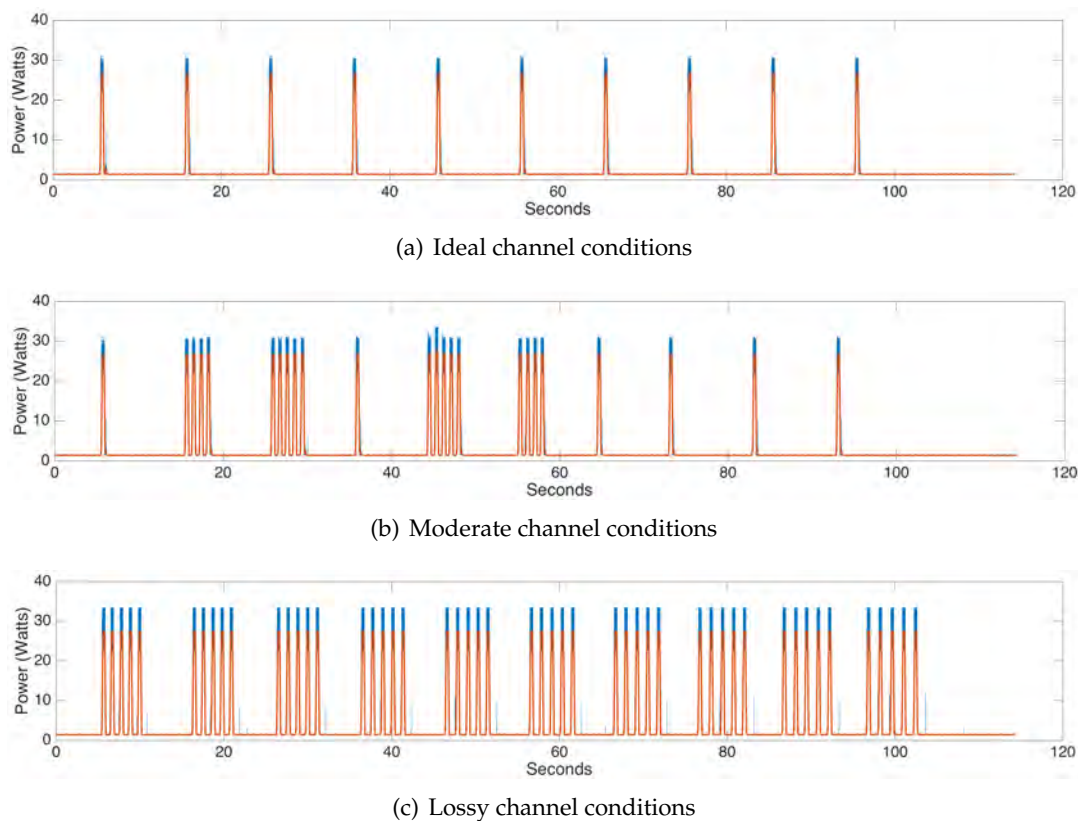 40
30
20
10
0
Power (Watts)
0 20 40 60 80 100 120
Seconds
(a) Ideal channel conditions
40
30
20
10
0
Power (Watts)
0 20 40 60 80 100 120
Seconds
(b) Moderate channel conditions
40
30
20
10
0
Power (Watts)
0 20 40 60 80 100 120
Seconds
(c) Lossy channel conditions